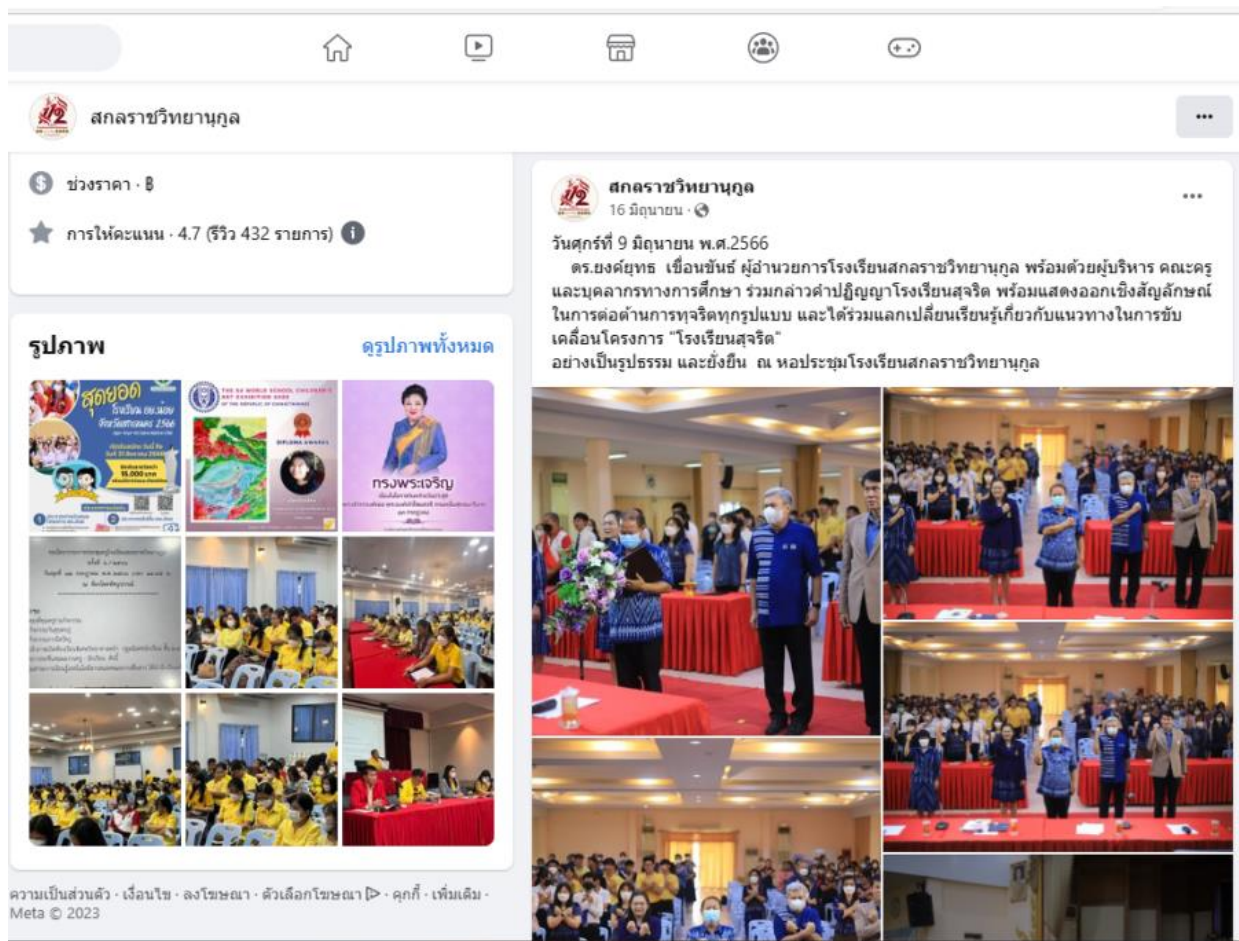 สกลราชวิทยานุกูล
ช่วงราคา · ฿
การให้คะแนน · 4.7 (รีวิว 432 รายการ)
รูปภาพ
ดูรูปภาพทั้งหมด
สุดยอด
โรงเรียน อย.น้อย
DIPLOMA AWARDS
ทรงพระเจริญ
ความเป็นส่วนตัว · เงื่อนไข · ลงโฆษณา · ตัวเลือกโฆษณา · คุกกี้ · เพิ่มเติม ·
Meta © 2023
สกลราชวิทยานุกูล
16 มิถุนายน ·
วันศุกร์ที่ 9 มิถุนายน พ.ศ.2566
ดร.ยงค์ยุทธ เขื่อนขันธ์ ผู้อำนวยการโรงเรียนสกลราชวิทยานุกูล พร้อมด้วยผู้บริหาร คณะครู
และบุคลากรทางการศึกษา ร่วมกล่าวคำปฏิญญาโรงเรียนสุจริต พร้อมแสดงออกเชิงสัญลักษณ์
ในการต่อต้านการทุจริตทุกรูปแบบ และได้ร่วมแลกเปลี่ยนเรียนรู้เกี่ยวกับแนวทางในการขับ
เคลื่อนโครงการ "โรงเรียนสุจริต"
อย่างเป็นรูปธรรม และยั่งยืน ณ หอประชุมโรงเรียนสกลราชวิทยานุกูล